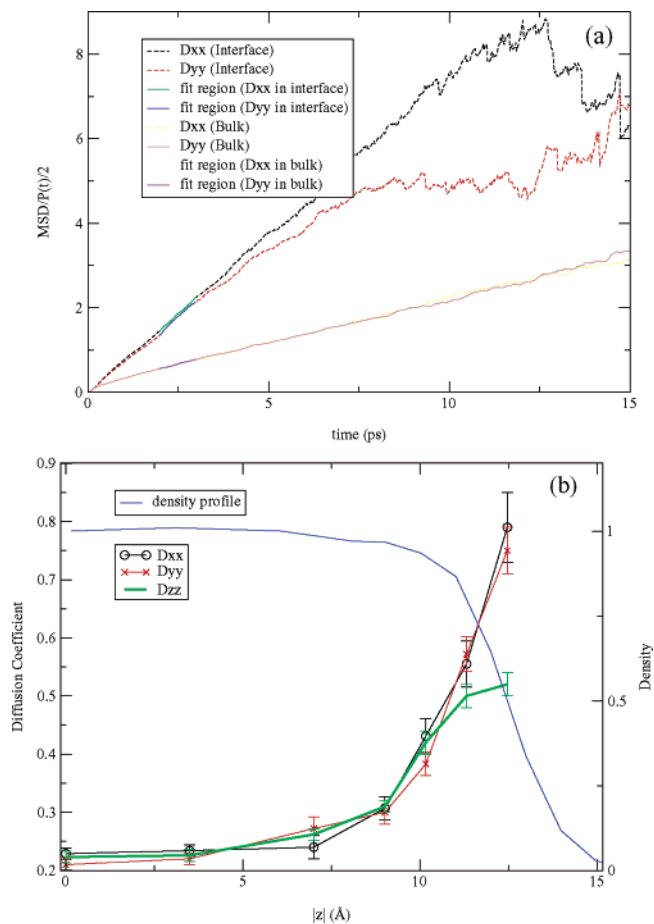 (a)
Dxx (Interface)
Dyy (Interface)
fit region (Dxx in interface)
fit region (Dyy in interface)
Dxx (Bulk)
Dyy (Bulk)
fit region (Dxx in bulk)
fit region (Dyy in bulk)
MSD/P(t)/2
8
6
4
2
0
0 5 10 15
time (ps)
(b)
density profile
Dxx
Dyy
Dzz
Diffusion Coefficient
0.9
0.8
0.7
0.6
0.5
0.4
0.3
0.2
1
0.5
0
Density
0 5 10 15
|z| (Å)